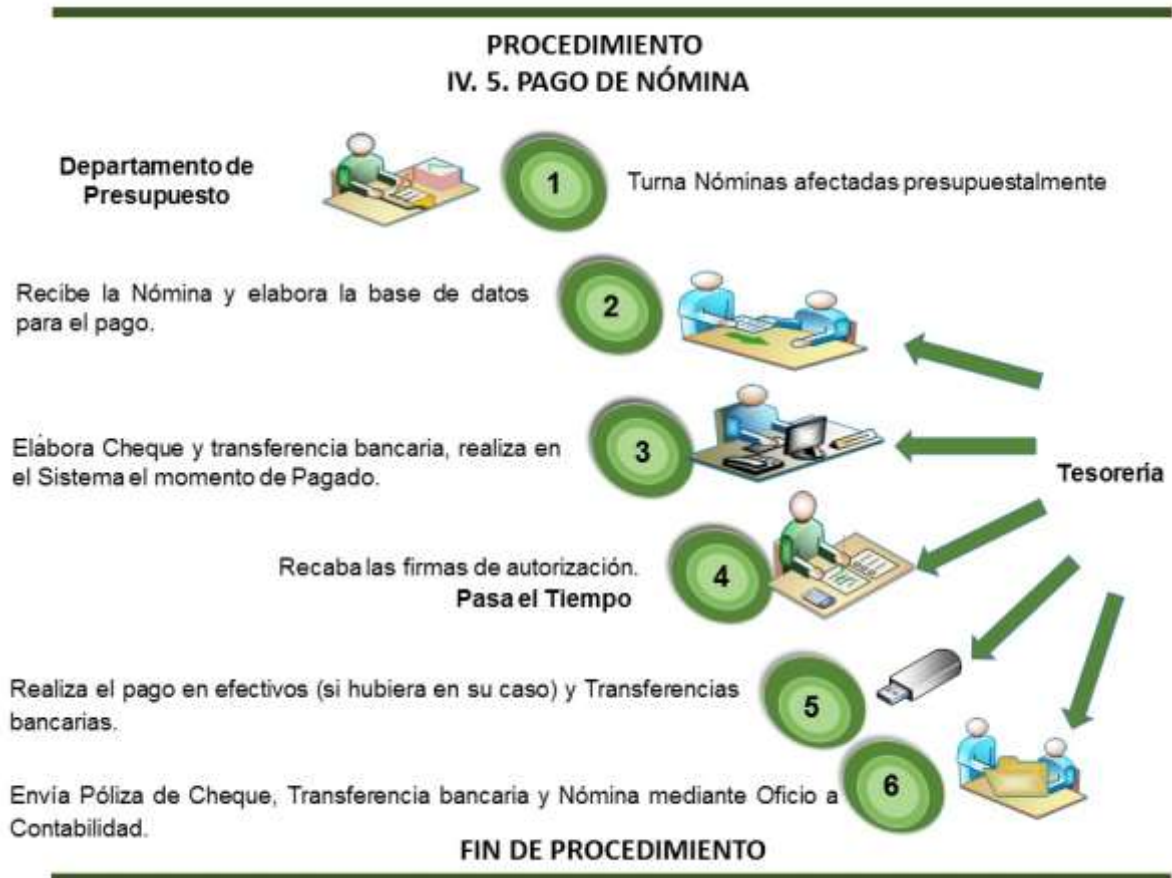 PROCEDIMIENTO
IV. 5. PAGO DE NÓMINA
Departamento de
Presupuesto
1
Turna Nóminas afectadas presupuestalmente
Recibe la Nómina y elabora la base de datos
para el pago.
2
Elabora Cheque y transferencia bancaria, realiza en
el Sistema el momento de Pagado.
3
Tesoreria
Recaba las firmas de autorización.
Pasa el Tiempo
4
Realiza el pago en efectivos (si hubiera en su caso) y Transferencias
bancarias.
5
Envía Póliza de Cheque, Transferencia bancaria y Nómina mediante Oficio a
Contabilidad.
6
FIN DE PROCEDIMIENTO